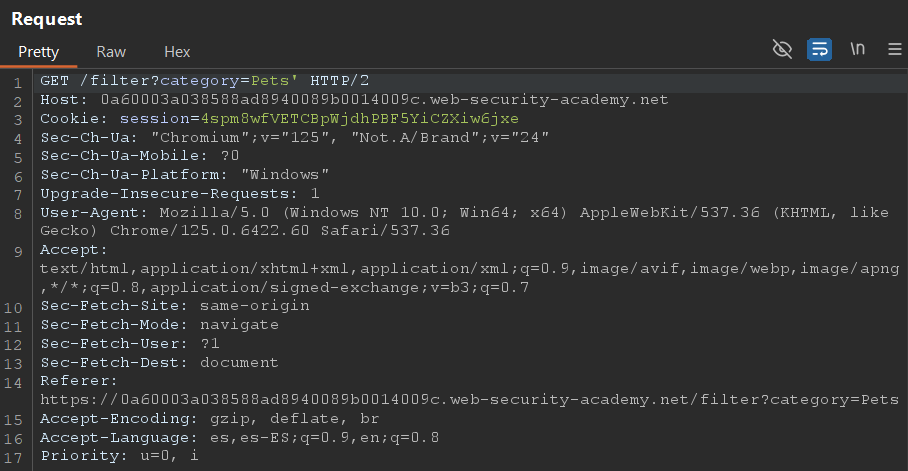 Request
Pretty Raw Hex \n
1 GET /filter?category=Pets' HTTP/2
2 Host: 0a60003a038588ad8940089b0014009c.web-security-academy.net
3 Cookie: session=4spm8wfVETCBpWjdhPBF5YiCZXiw6jxe
4 Sec-Ch-Ua: "Chromium";v="125", "Not.A/Brand";v="24"
5 Sec-Ch-Ua-Mobile: ?0
6 Sec-Ch-Ua-Platform: "Windows"
7 Upgrade-Insecure-Requests: 1
8 User-Agent: Mozilla/5.0 (Windows NT 10.0; Win64; x64) AppleWebKit/537.36 (KHTML, like
Gecko) Chrome/125.0.6422.60 Safari/537.36
9 Accept:
text/html,application/xhtml+xml,application/xml;q=0.9,image/avif,image/webp,image/apng
,*/*;q=0.8,application/signed-exchange;v=b3;q=0.7
10 Sec-Fetch-Site: same-origin
11 Sec-Fetch-Mode: navigate
12 Sec-Fetch-User: ?1
13 Sec-Fetch-Dest: document
14 Referer:
https://0a60003a038588ad8940089b0014009c.web-security-academy.net/filter?category=Pets
15 Accept-Encoding: gzip, deflate, br
16 Accept-Language: es,es-ES;q=0.9,en;q=0.8
17 Priority: u=0, i